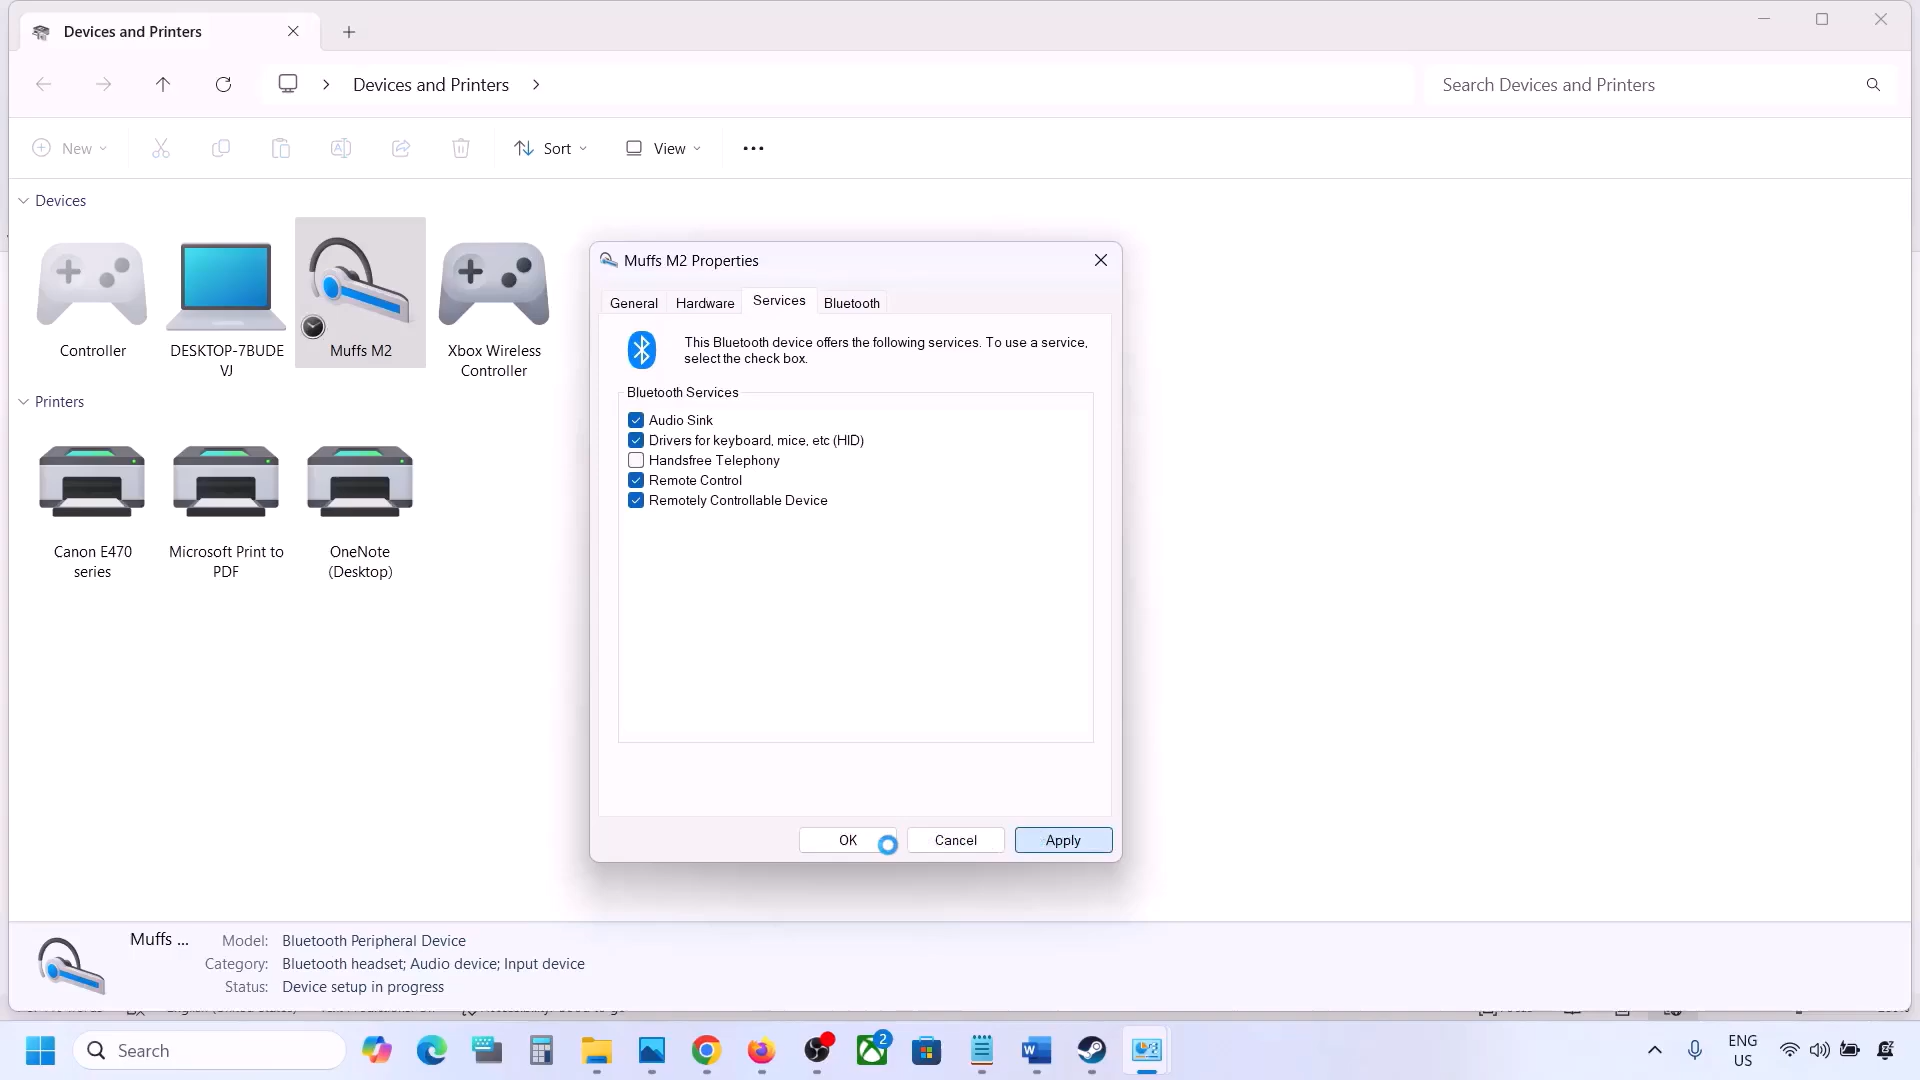 Devices and Printers
Devices and Printers
Search Devices and Printers
New
Sort
View
Devices
Controller
DESKTOP-7BUDE
VJ
Muffs M2
Xbox Wireless
Controller
Printers
Canon E470
series
Microsoft Print to
PDF
OneNote
(Desktop)
Muffs M2 Properties
General
Hardware
Services
Bluetooth
This Bluetooth device offers the following services. To use a service,
select the check box.
Bluetooth Services
Audio Sink
Drivers for keyboard, mice, etc (HID)
Handsfree Telephony
Remote Control
Remotely Controllable Device
OK
Cancel
Apply
Muffs ...
Model: Bluetooth Peripheral Device
Category: Bluetooth headset; Audio device; Input device
Status: Device setup in progress
Search
2
ENG
US